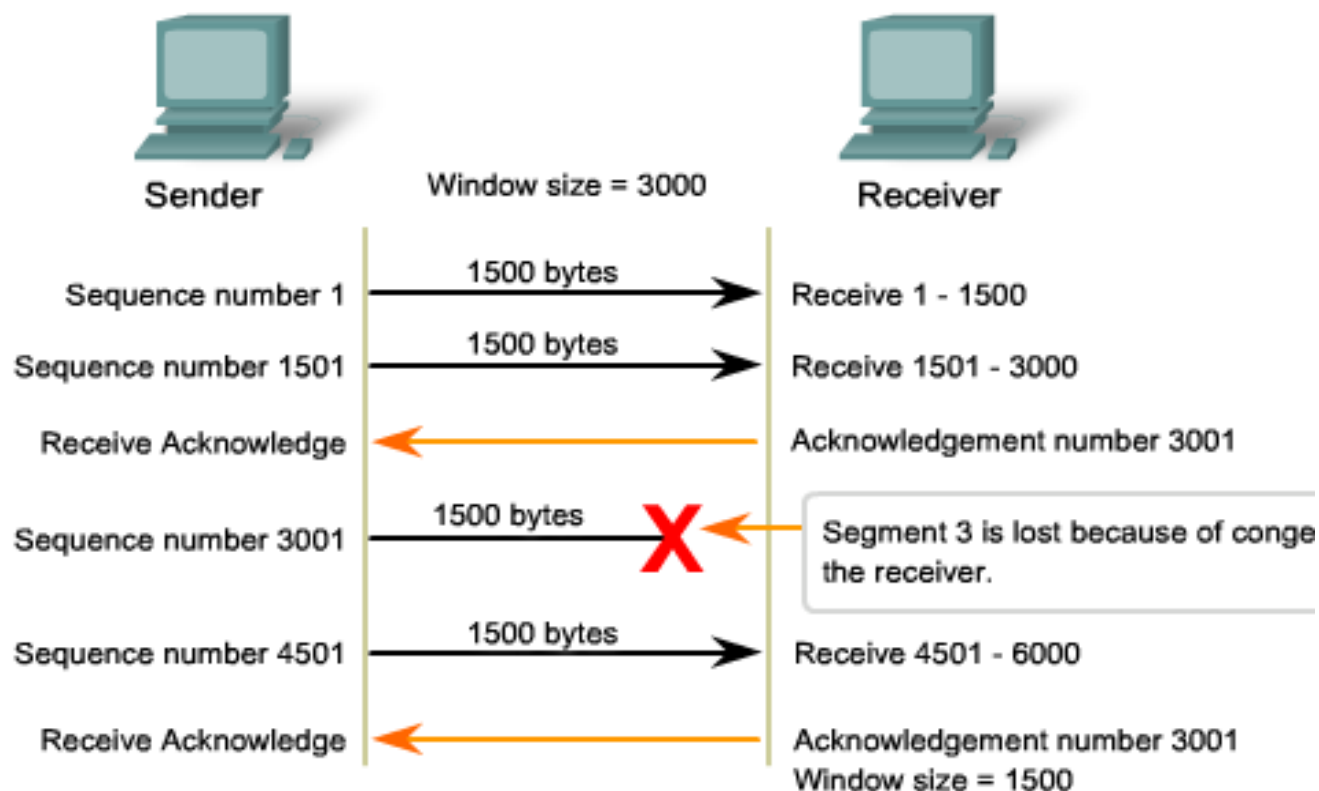 Sender
Window size = 3000
Receiver
Sequence number 1
1500 bytes
Receive 1 - 1500
Sequence number 1501
1500 bytes
Receive 1501 - 3000
Receive Acknowledge
Acknowledgement number 3001
Sequence number 3001
1500 bytes
X
Segment 3 is lost because of conge
the receiver.
Sequence number 4501
1500 bytes
Receive 4501 - 6000
Receive Acknowledge
Acknowledgement number 3001
Window size = 1500